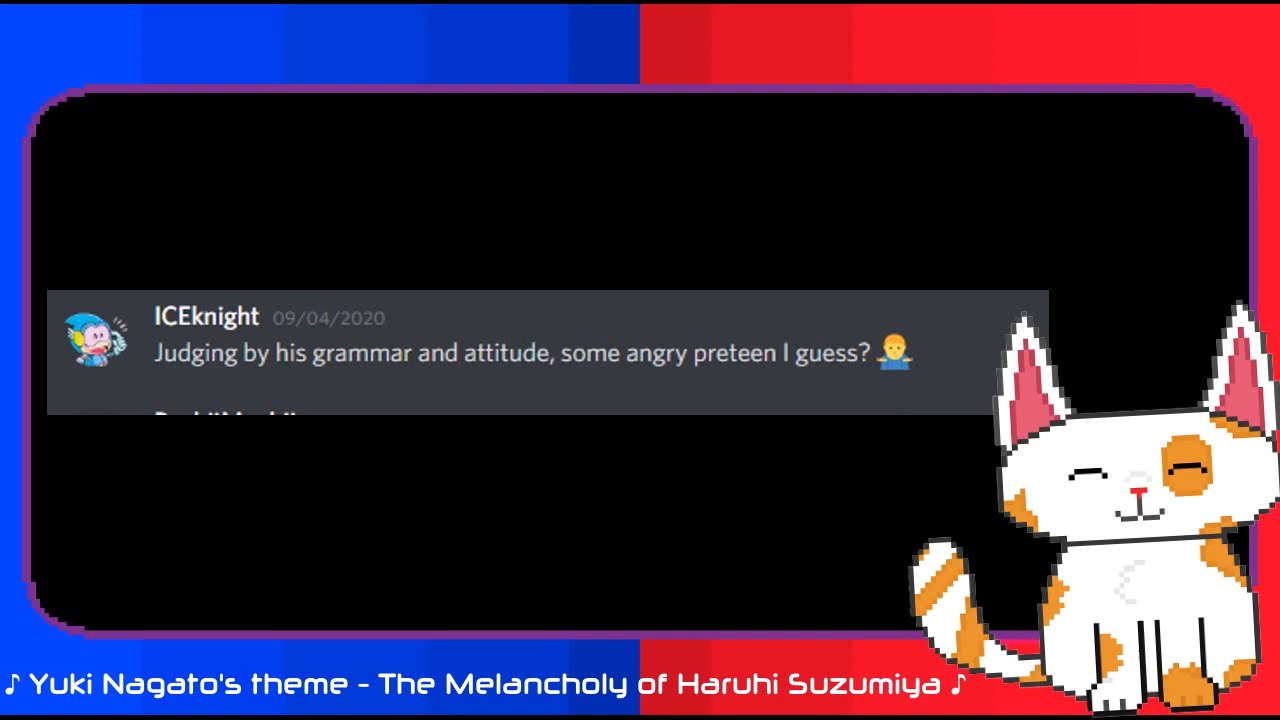 ICEknight 09/04/2020
Judging by his grammar and attitude, some angry preteen I guess? 🤷‍♂️
♪ Yuki Nagato's theme - The Melancholy of Haruhi Suzumiya ♪